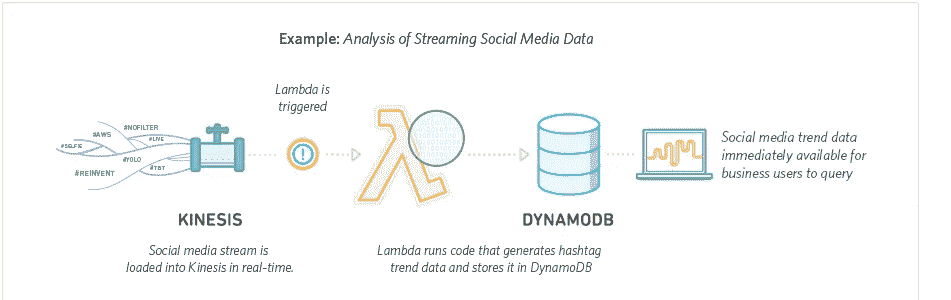 Example: Analysis of Streaming Social Media Data
Lambda is
triggered
#NOFILTER
#AWS
#LIVE
#SELFIE
#YOLO
#TBT
#REINVENT
Social media trend data
immediately available for
business users to query
KINESIS
DYNAMODB
Social media stream is
loaded into Kinesis in real-time.
Lambda runs code that generates hashtag
trend data and stores it in DynamoDB